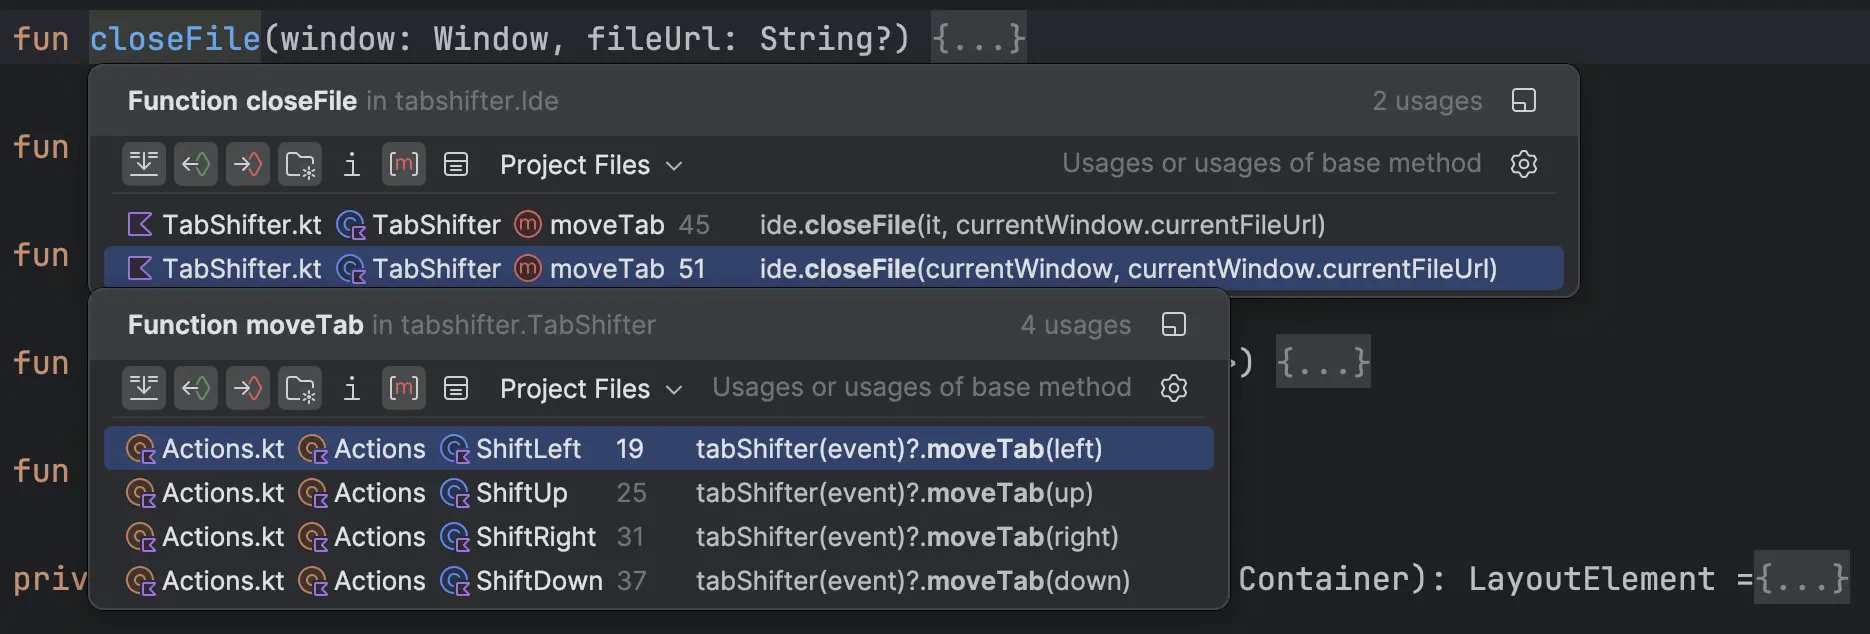 fun closeFile(window: Window, fileUrl: String?) {...}
Function closeFile in tabshifter.Ide 2 usages
fun
Project Files Usages or usages of base method
TabShifter.kt TabShifter moveTab 45 ide.closeFile(it, currentWindow.currentFileUrl)
fun
TabShifter.kt TabShifter moveTab 51 ide.closeFile(currentWindow, currentWindow.currentFileUrl)
Function moveTab in tabshifter.TabShifter 4 usages
fun
) {...}
Project Files Usages or usages of base method
Actions.kt Actions ShiftLeft 19 tabShifter(event)?.moveTab(left)
fun
Actions.kt Actions ShiftUp 25 tabShifter(event)?.moveTab(up)
Actions.kt Actions ShiftRight 31 tabShifter(event)?.moveTab(right)
Actions.kt Actions ShiftDown 37 tabShifter(event)?.moveTab(down)
priv
Container): LayoutElement ={...}